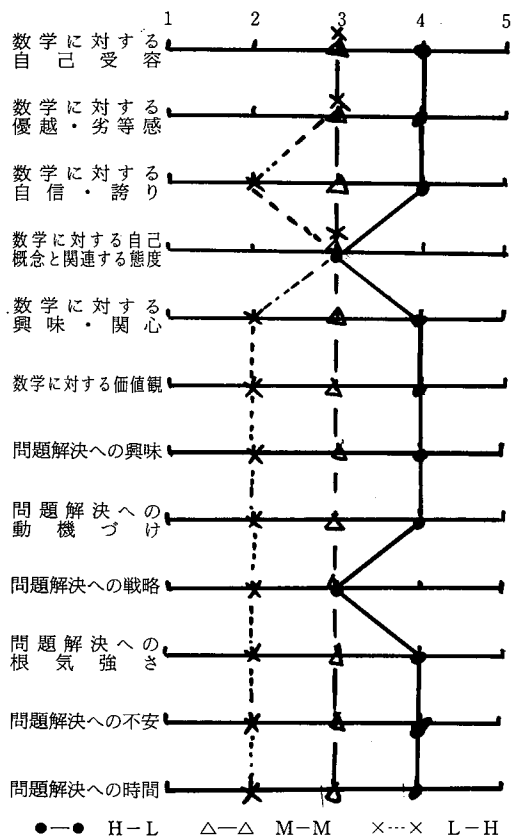 1 2 3 4 5
数学に対する
自己受容
数学に対する
優越・劣等感
数学に対する
自信・誇り
数学に対する自己
概念と関連する態度
数学に対する
興味・関心
数学に対する価値観
問題解決への興味
問題解決への
動機づけ
問題解決への戦略
問題解決への
根気強さ
問題解決への不安
問題解決への時間
●―● H－L △―△ M－M ×---× L－H